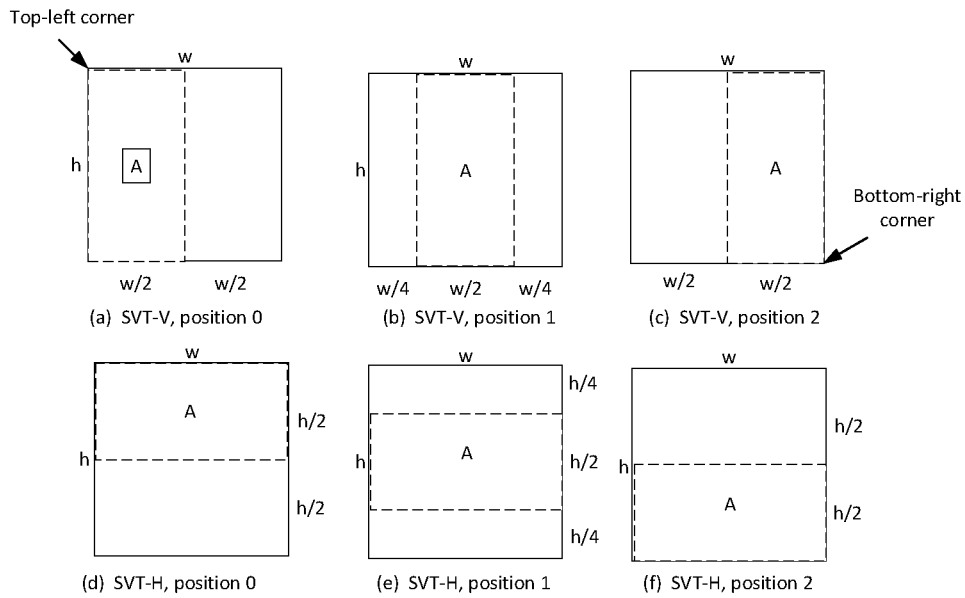 Top-left corner
w
w
w
h
A
h
A
A
Bottom-right
corner
w/2 w/2
w/4 w/2 w/4
w/2 w/2
(a) SVT-V, position 0
(b) SVT-V, position 1
(c) SVT-V, position 2
w
w
w
A
h/2
h
h/2
h/4
A
h
h/2
h/4
h/2
h
A
h/2
(d) SVT-H, position 0
(e) SVT-H, position 1
(f) SVT-H, position 2